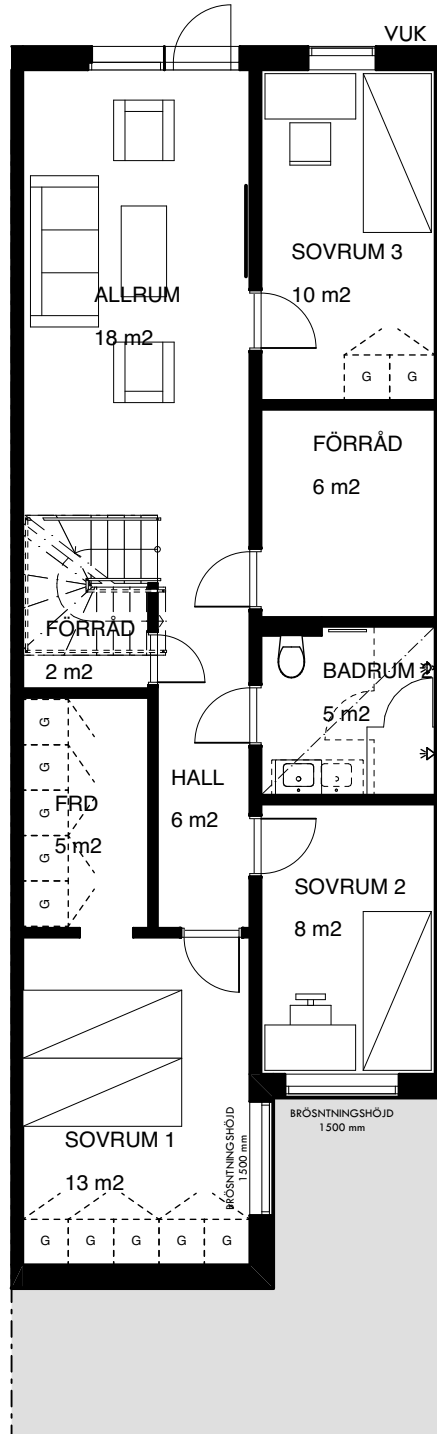 VUK
SOVRUM 3
10 m2
ALLRUM
18 m2
G
G
FÖRRÅD
6 m2
FÖRRÅD
2 m2
BADRUM 2
5 m2
G
G
G
G
G
FRD
5 m2
HALL
6 m2
SOVRUM 2
8 m2
BRÖSNTNINGSHÖJD
1500 mm
BRÖSNTNINGSHÖJD
1500 mm
SOVRUM 1
13 m2
G
G
G
G
G